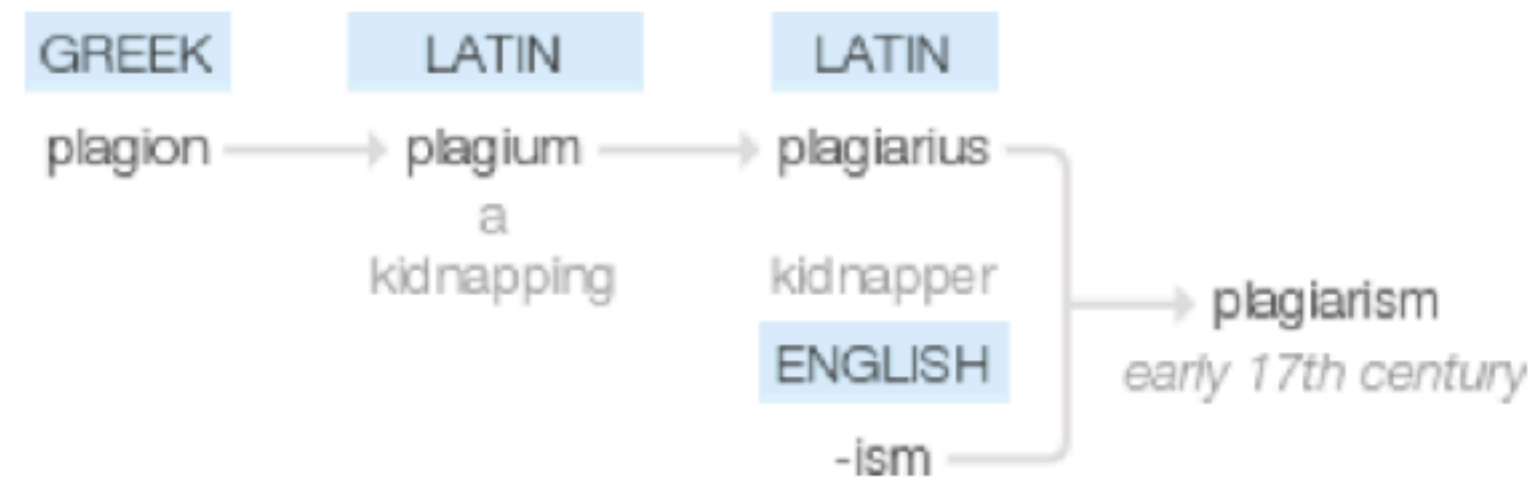 GREEK LATIN LATIN
plagion plagium plagiarius
a
kidnapping kidnapper
plagiarism
ENGLISH
early 17th century
-ism